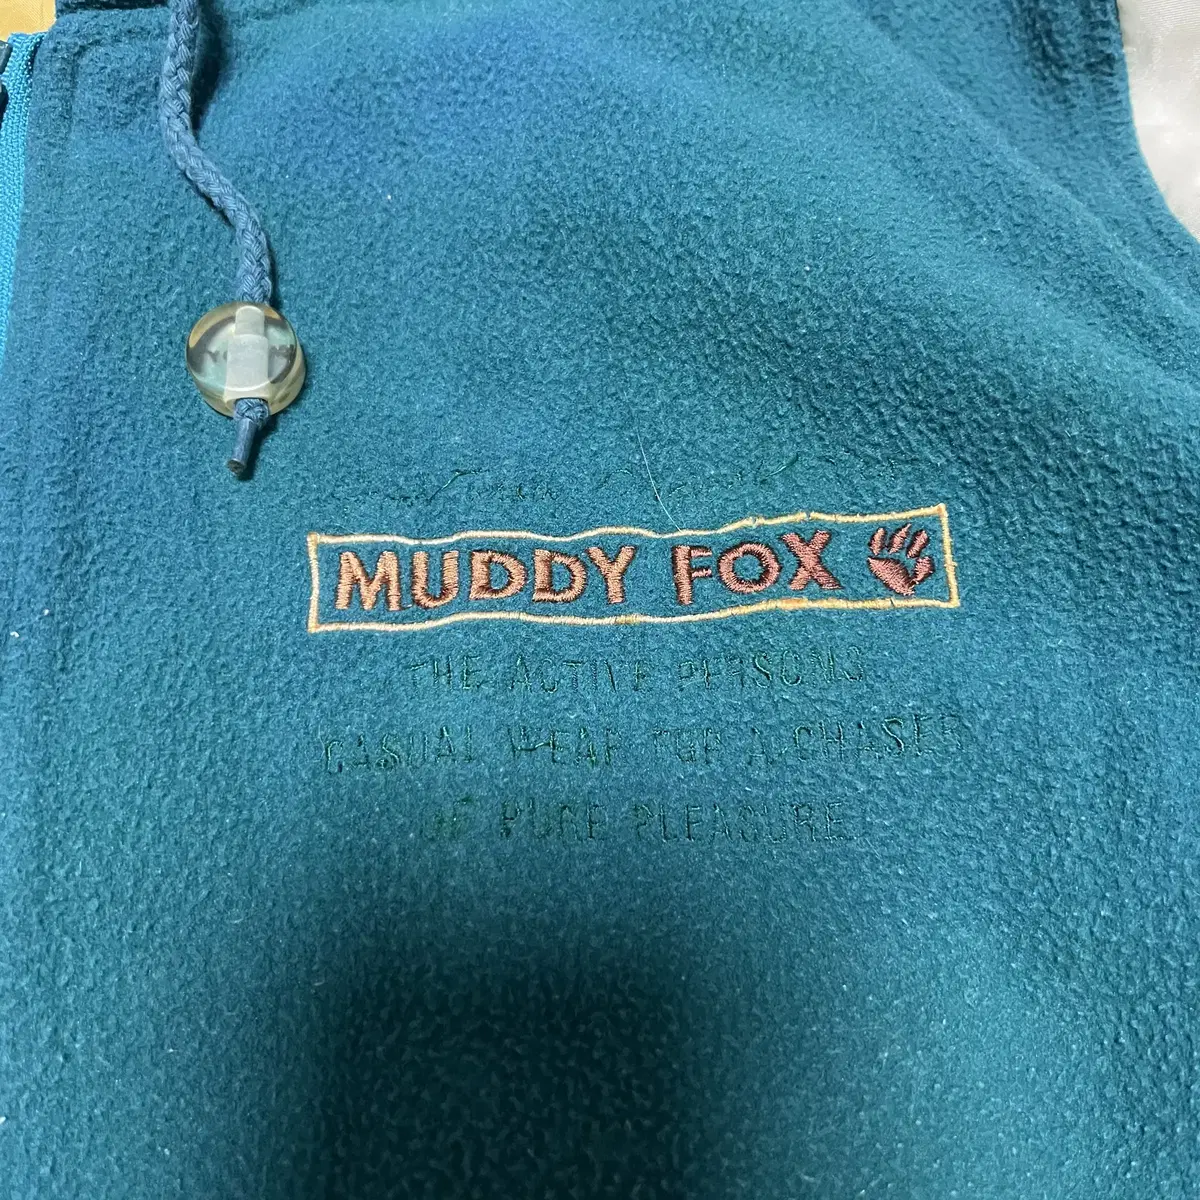 MUDDY FOX
THE ACTIVE PERSONS
CASUAL WEAR FOR A CHASER
OF PURE PLEASURE